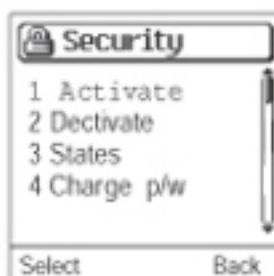 Security
1 Activate
2 Dectivate
3 States
4 Charge p/w
Select Back